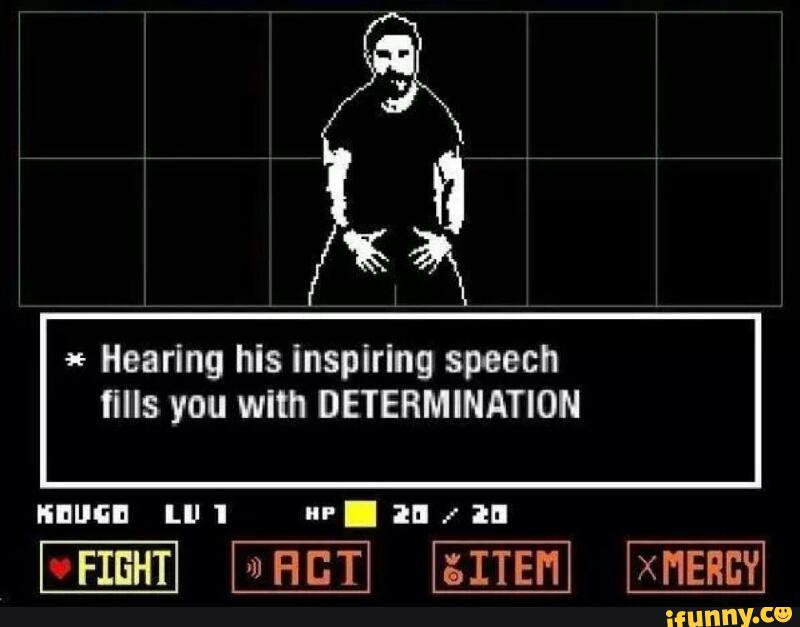 * Hearing his inspiring speech
fills you with DETERMINATION
KOUGO LV 1 HP 20 / 20
FIGHT ACT ITEM MERCY
ifunny.co